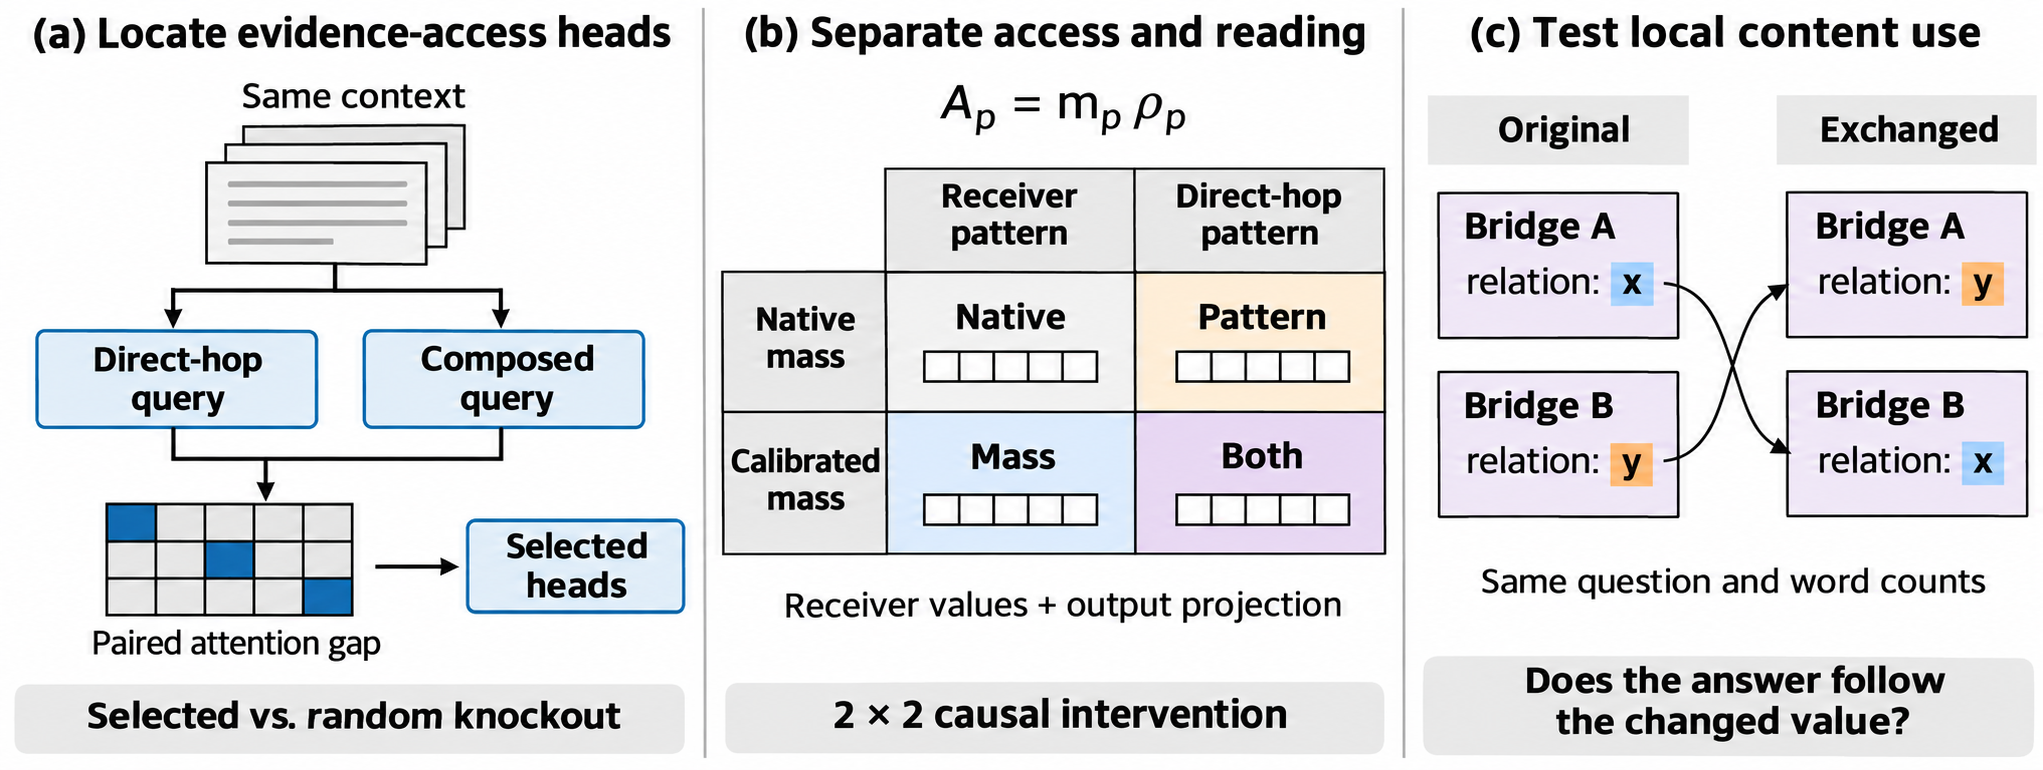 (a) Locate evidence-access heads
Same context
Direct-hop
query
Composed
query
Selected
heads
Paired attention gap
Selected vs. random knockout
(b) Separate access and reading
Aₚ = mₚ ρₚ
Receiver
pattern
Direct-hop
pattern
Native
mass
Native
Pattern
Calibrated
mass
Mass
Both
Receiver values + output projection
2 × 2 causal intervention
(c) Test local content use
Original
Exchanged
Bridge A
relation: x
Bridge A
relation: y
Bridge B
relation: y
Bridge B
relation: x
Same question and word counts
Does the answer follow
the changed value?